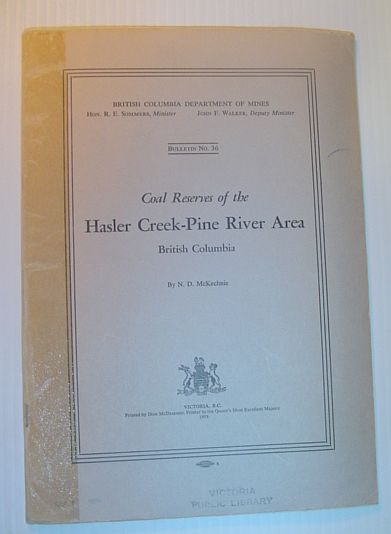 BRITISH COLUMBIA DEPARTMENT OF MINES
HON. R. E. SOMMERS, Minister JOHN F. WALKER, Deputy Minister
BULLETIN NO. 36
Coal Reserves of the
Hasler Creek-Pine River Area
British Columbia
By N. D. McKechnie
VICTORIA, B.C.
Printed by DON MCDIARMID, Printer to the Queen's Most Excellent Majesty
1955
VICTORIA
PUBLIC LIBRARY